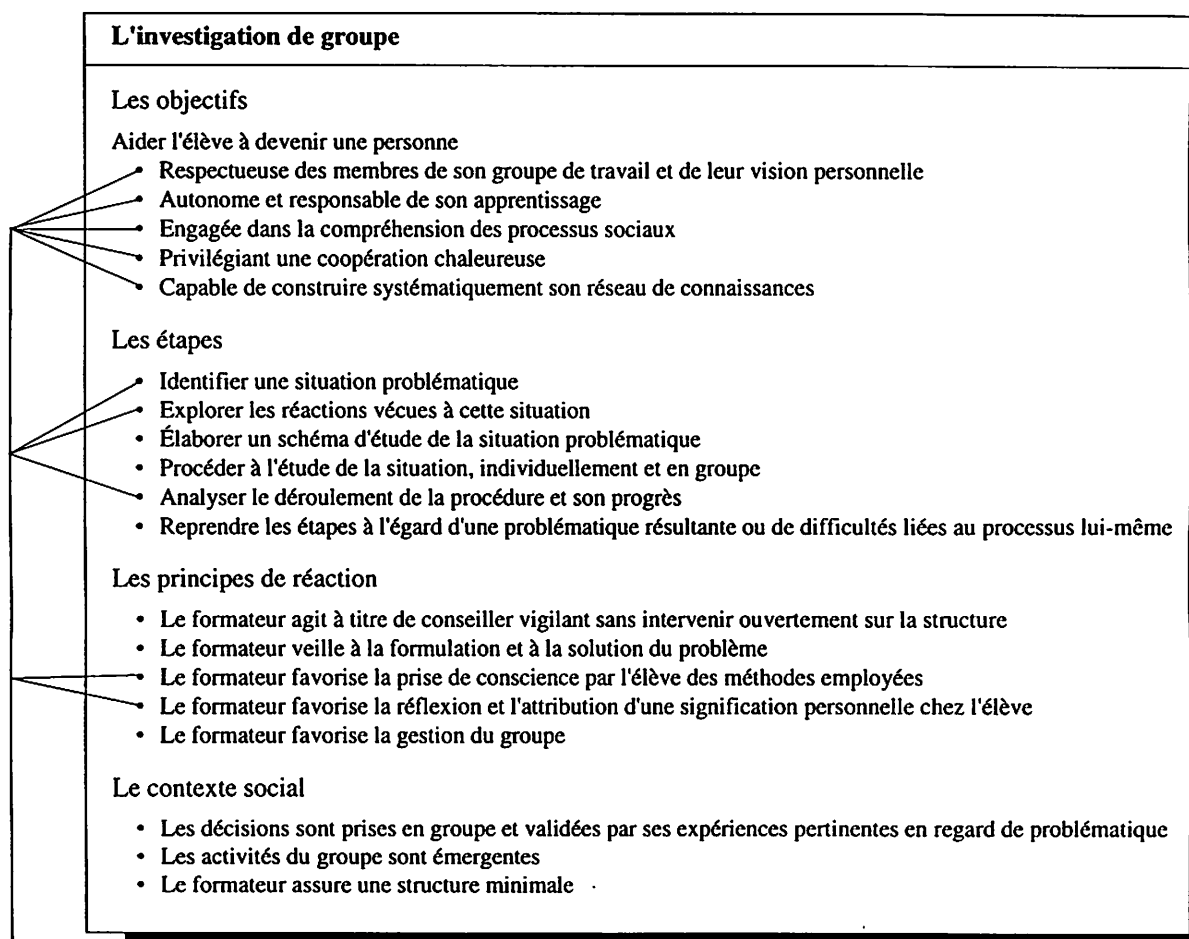 L'investigation de groupe
Les objectifs
Aider l'élève à devenir une personne
• Respectueuse des membres de son groupe de travail et de leur vision personnelle
• Autonome et responsable de son apprentissage
• Engagée dans la compréhension des processus sociaux
• Privilégiant une coopération chaleureuse
• Capable de construire systématiquement son réseau de connaissances
Les étapes
• Identifier une situation problématique
• Explorer les réactions vécues à cette situation
• Élaborer un schéma d'étude de la situation problématique
• Procéder à l'étude de la situation, individuellement et en groupe
• Analyser le déroulement de la procédure et son progrès
• Reprendre les étapes à l'égard d'une problématique résultante ou de difficultés liées au processus lui-même
Les principes de réaction
• Le formateur agit à titre de conseiller vigilant sans intervenir ouvertement sur la structure
• Le formateur veille à la formulation et à la solution du problème
• Le formateur favorise la prise de conscience par l'élève des méthodes employées
• Le formateur favorise la réflexion et l'attribution d'une signification personnelle chez l'élève
• Le formateur favorise la gestion du groupe
Le contexte social
• Les décisions sont prises en groupe et validées par ses expériences pertinentes en regard de problématique
• Les activités du groupe sont émergentes
• Le formateur assure une structure minimale